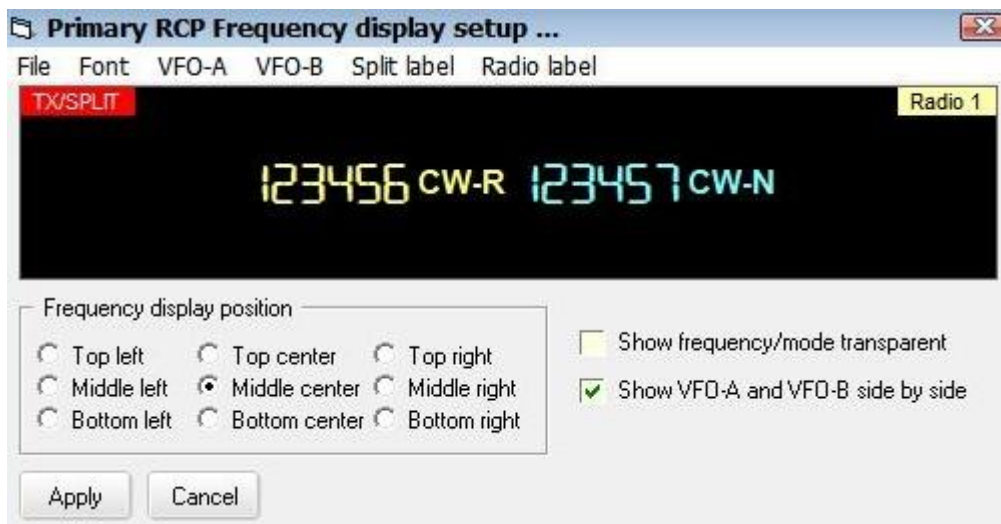 Primary RCP Frequency display setup ...
File Font VFO-A VFO-B Split label Radio label
TX/SPLIT Radio 1
123456 CW-R 123457 CW-N
Frequency display position
Top left Top center Top right
Middle left Middle center Middle right
Bottom left Bottom center Bottom right
Show frequency/mode transparent
Show VFO-A and VFO-B side by side
Apply Cancel